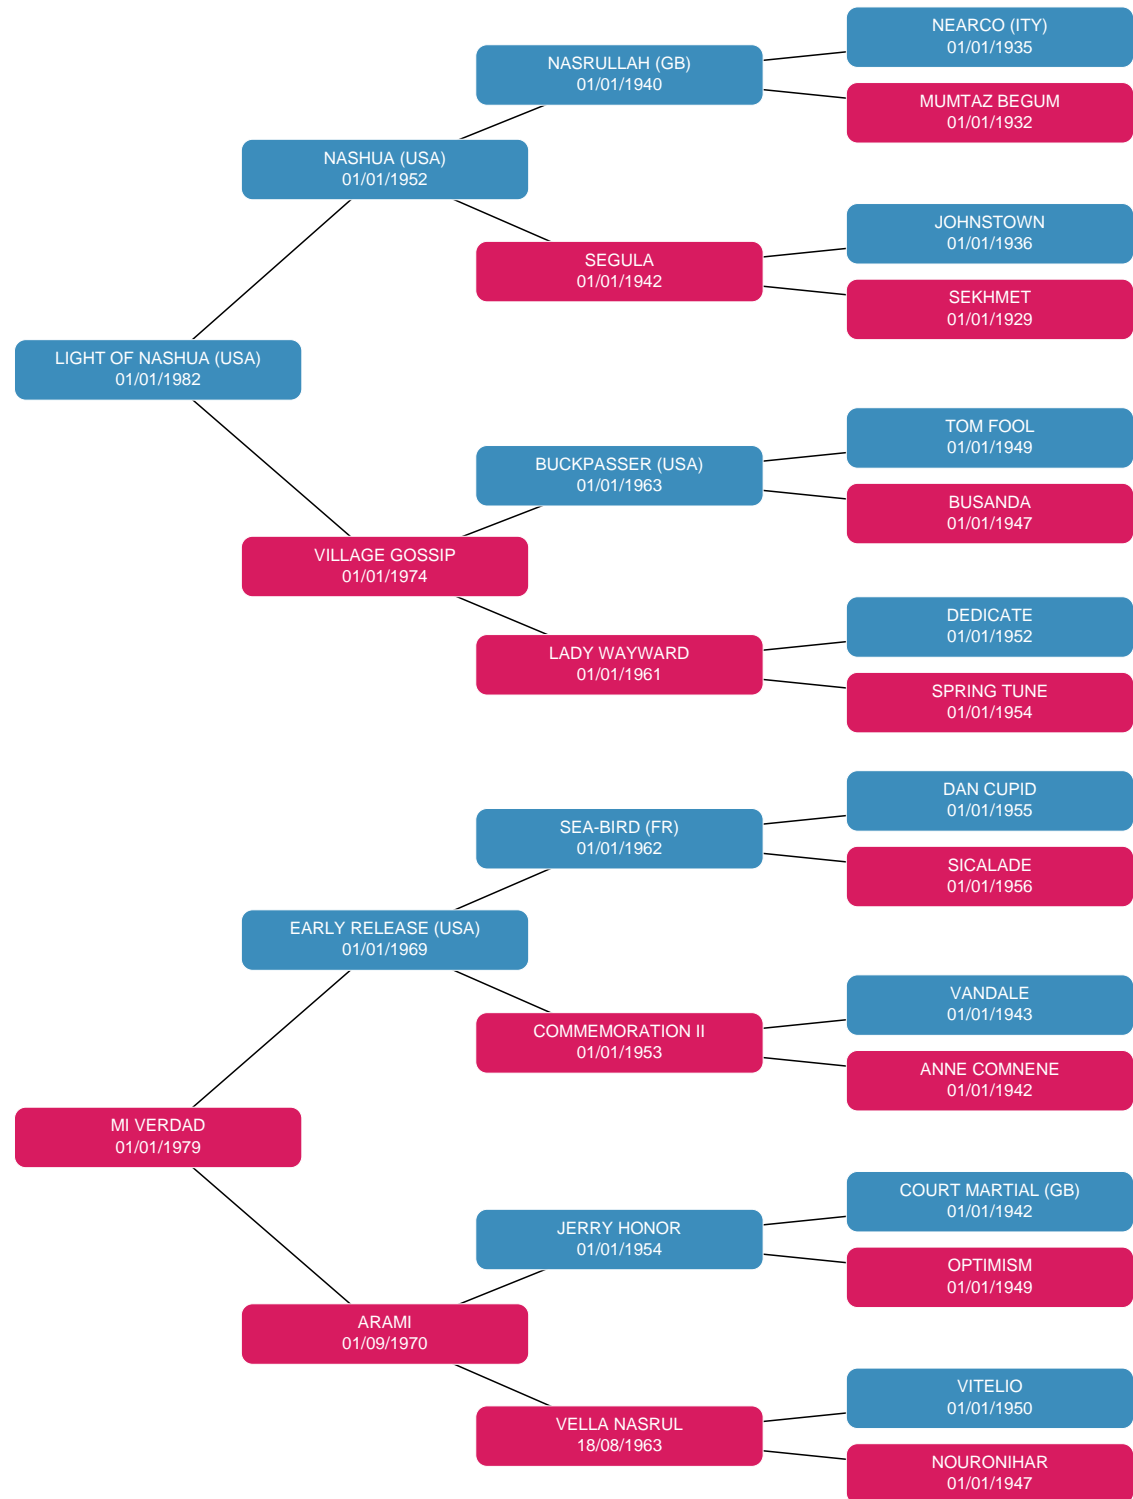 NEARCO (ITY)
01/01/1935
NASRULLAH (GB)
01/01/1940
MUMTAZ BEGUM
01/01/1932
NASHUA (USA)
01/01/1952
JOHNSTOWN
01/01/1936
SEGULA
01/01/1942
SEKHMET
01/01/1929
LIGHT OF NASHUA (USA)
01/01/1982
TOM FOOL
01/01/1949
BUCKPASSER (USA)
01/01/1963
BUSANDA
01/01/1947
VILLAGE GOSSIP
01/01/1974
DEDICATE
01/01/1952
LADY WAYWARD
01/01/1961
SPRING TUNE
01/01/1954
DAN CUPID
01/01/1955
SEA-BIRD (FR)
01/01/1962
SICALADE
01/01/1956
EARLY RELEASE (USA)
01/01/1969
VANDALE
01/01/1943
COMMEMORATION II
01/01/1953
ANNE COMNENE
01/01/1942
MI VERDAD
01/01/1979
COURT MARTIAL (GB)
01/01/1942
JERRY HONOR
01/01/1954
OPTIMISM
01/01/1949
ARAMI
01/09/1970
VITELIO
01/01/1950
VELLA NASRUL
18/08/1963
NOURONIHAR
01/01/1947